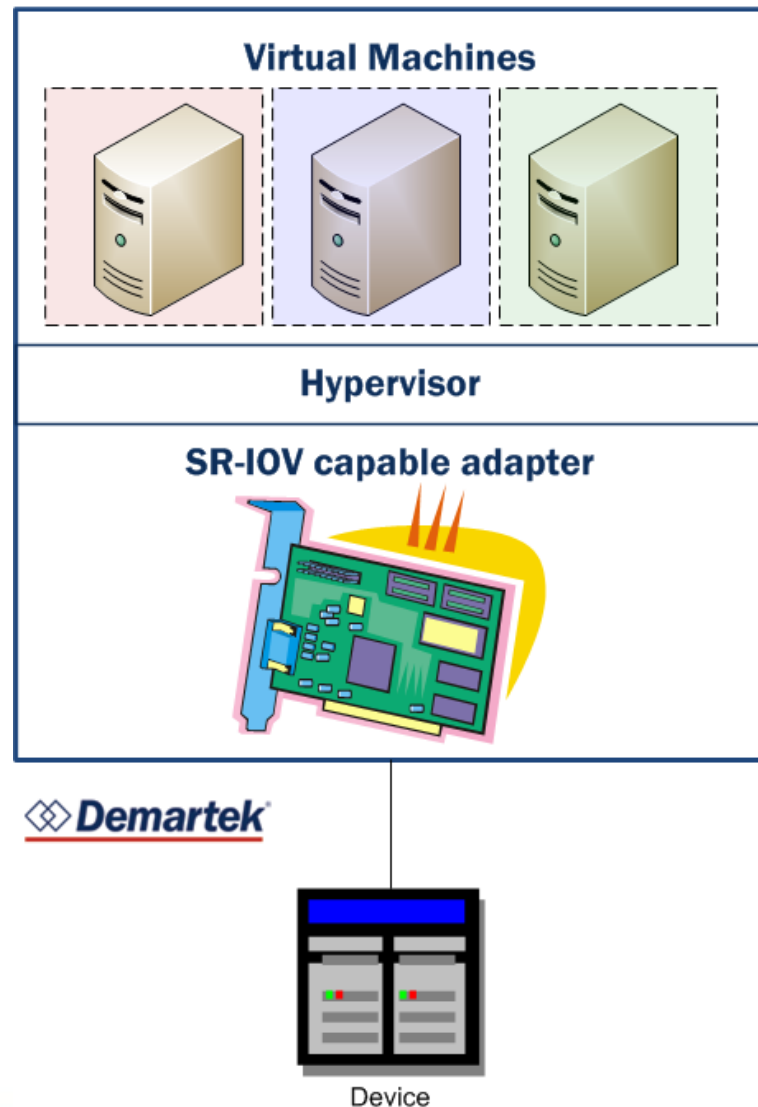 Virtual Machines
Hypervisor
SR-IOV capable adapter
Demartek®
Device